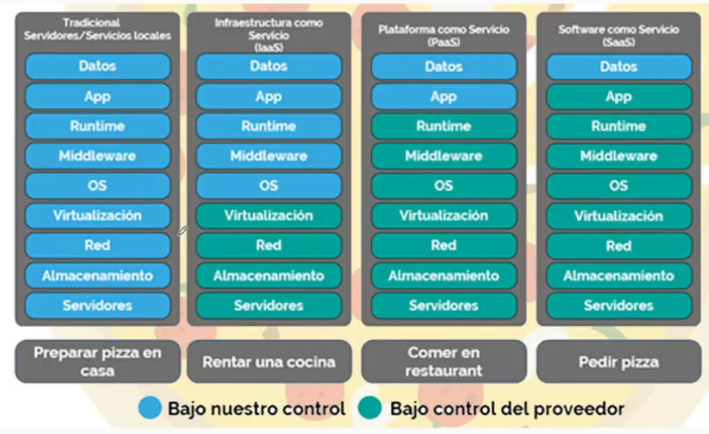 Tradicional
Servidores/Servicios locales
Datos
App
Runtime
Middleware
OS
Virtualización
Red
Almacenamiento
Servidores
Preparar pizza en
casa
Infraestructura como
Servicio
(IaaS)
Datos
App
Runtime
Middleware
OS
Virtualización
Red
Almacenamiento
Servidores
Rentar una cocina
Plataforma como Servicio
(PaaS)
Datos
App
Runtime
Middleware
OS
Virtualización
Red
Almacenamiento
Servidores
Comer en
restaurant
Software como Servicio
(SaaS)
Datos
App
Runtime
Middleware
OS
Virtualización
Red
Almacenamiento
Servidores
Pedir pizza
Bajo nuestro control
Bajo control del proveedor